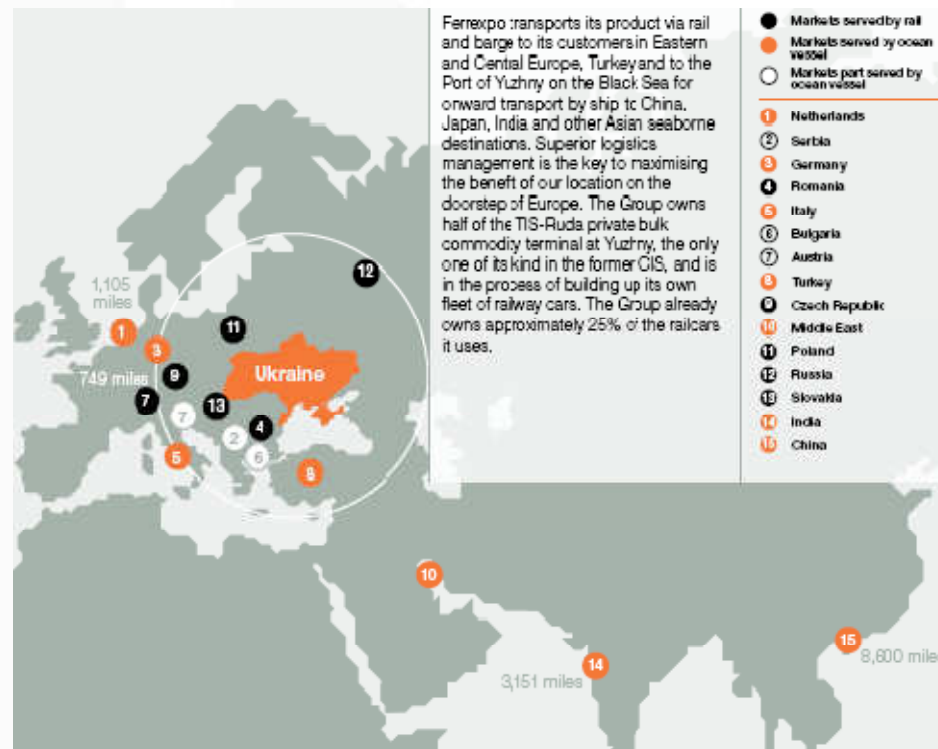 Ferrexpo transports its product via rail
and barge to its customers in Eastern
and Central Europe, Turkey and to the
Port of Yuzhny on the Black Sea for
onward transport by ship to China,
Japan, India and other Asian seaborne
destinations. Superior logistics
management is the key to maximising
the beneft of our location on the
doorstep of Europe. The Group owns
half of the TIS-Ruda private bulk
commodity terminal at Yuzhny, the only
one of its kind in the former CIS, and is
in the process of building up its own
fleet of railway cars. The Group already
owns approximately 25% of the railcars
it uses.
Markets served by rail
Markets served by ocean
vessel
Markets part served by
ocean vessel
1 Netherlands
2 Serbia
3 Germany
4 Romania
5 Italy
6 Bulgaria
7 Austria
8 Turkey
9 Czech Republic
10 Middle East
11 Poland
12 Russia
13 Slovakia
14 India
15 China
12
1,105
miles
1
11
3
749 miles
9
Ukraine
7
13
7
4
2
5
6
8
10
15
8,600 mile
14
3,151 miles